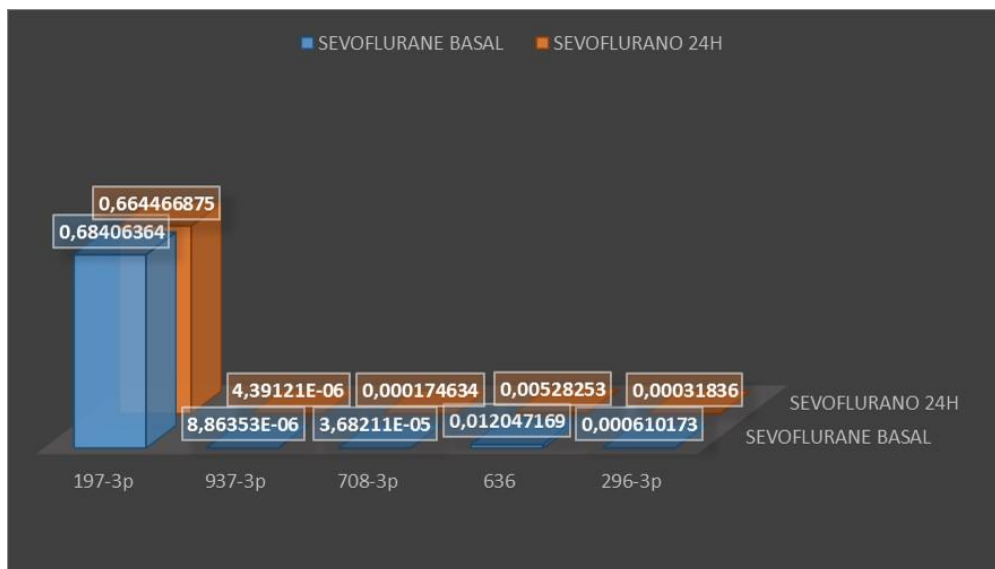 SEVOFLURANE BASAL SEVOFLURANO 24H
0,664466875
0,68406364
4,39121E-06 0,000174634 0,00528253 0,00031836
8,86353E-06 3,68211E-05 0,012047169 0,000610173
SEVOFLURANO 24H
SEVOFLURANE BASAL
197-3p 937-3p 708-3p 636 296-3p